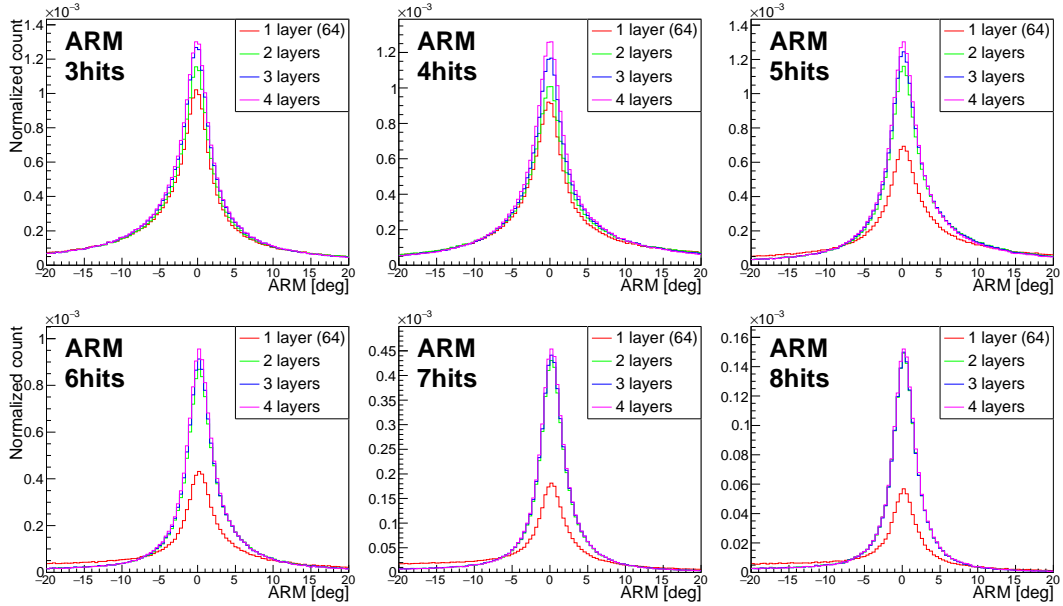 ×10⁻³
Normalized count
1.4
1.2
1
0.8
0.6
0.4
0.2
0
ARM
3hits
1 layer (64)
2 layers
3 layers
4 layers
−20 −15 −10 −5 0 5 10 15 20
ARM [deg]
×10⁻³
1.4
1.2
1
0.8
0.6
0.4
0.2
0
ARM
4hits
1 layer (64)
2 layers
3 layers
4 layers
−20 −15 −10 −5 0 5 10 15 20
ARM [deg]
×10⁻³
1.4
1.2
1
0.8
0.6
0.4
0.2
0
ARM
5hits
1 layer (64)
2 layers
3 layers
4 layers
−20 −15 −10 −5 0 5 10 15 20
ARM [deg]
×10⁻³
Normalized count
1
0.8
0.6
0.4
0.2
0
ARM
6hits
1 layer (64)
2 layers
3 layers
4 layers
−20 −15 −10 −5 0 5 10 15 20
ARM [deg]
×10⁻³
0.45
0.4
0.35
0.3
0.25
0.2
0.15
0.1
0.05
ARM
7hits
1 layer (64)
2 layers
3 layers
4 layers
−20 −15 −10 −5 0 5 10 15 20
ARM [deg]
×10⁻³
0.16
0.14
0.12
0.1
0.08
0.06
0.04
0.02
0
ARM
8hits
1 layer (64)
2 layers
3 layers
4 layers
−20 −15 −10 −5 0 5 10 15 20
ARM [deg]